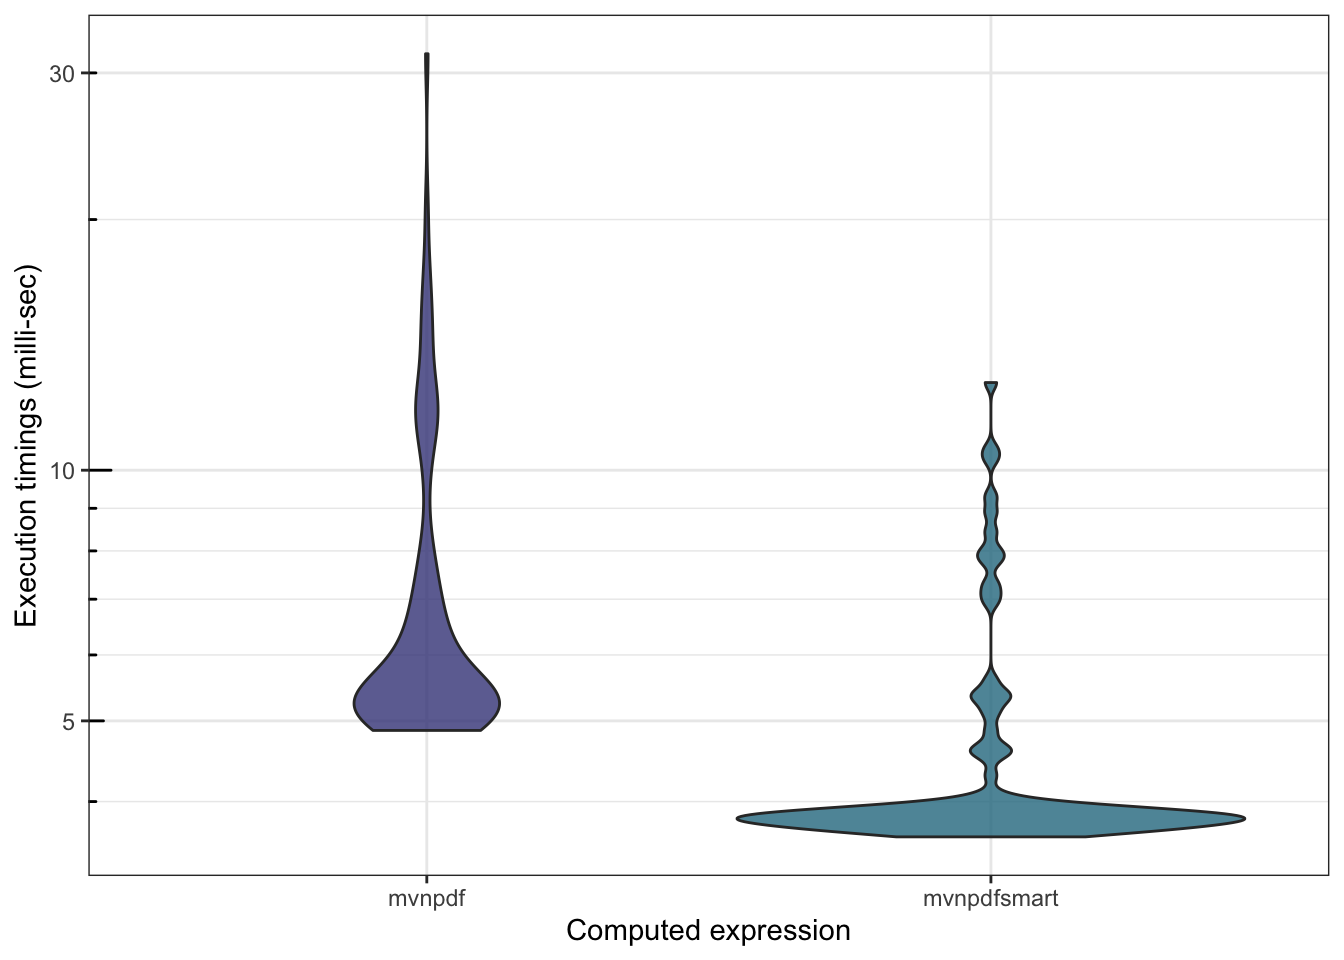 Execution timings (milli-sec)
30
10
5
mvnpdf
mvnpdfsmart
Computed expression